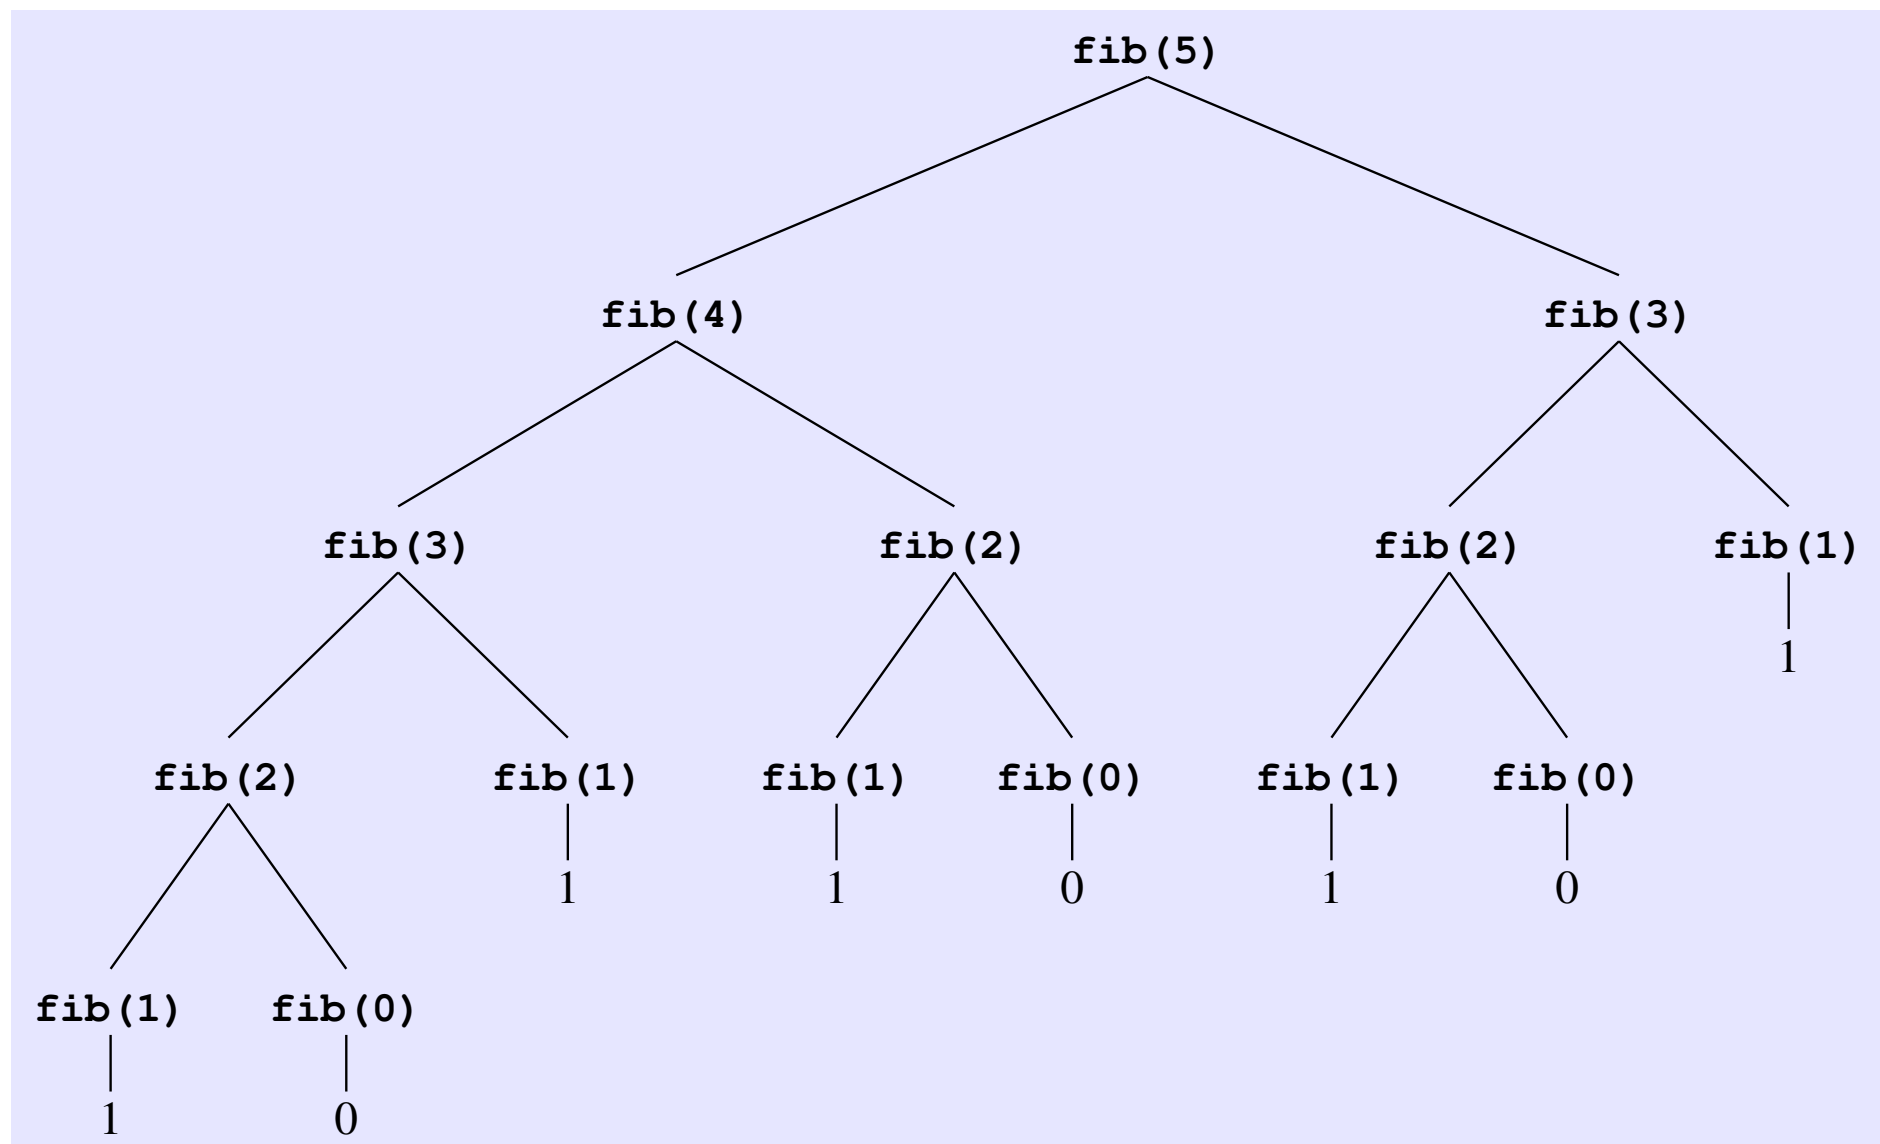 fib(5)
fib(4) fib(3)
fib(3) fib(2) fib(2) fib(1)
1
fib(2) fib(1) fib(1) fib(0) fib(1) fib(0)
1 1 0 1 0
fib(1) fib(0)
1 0